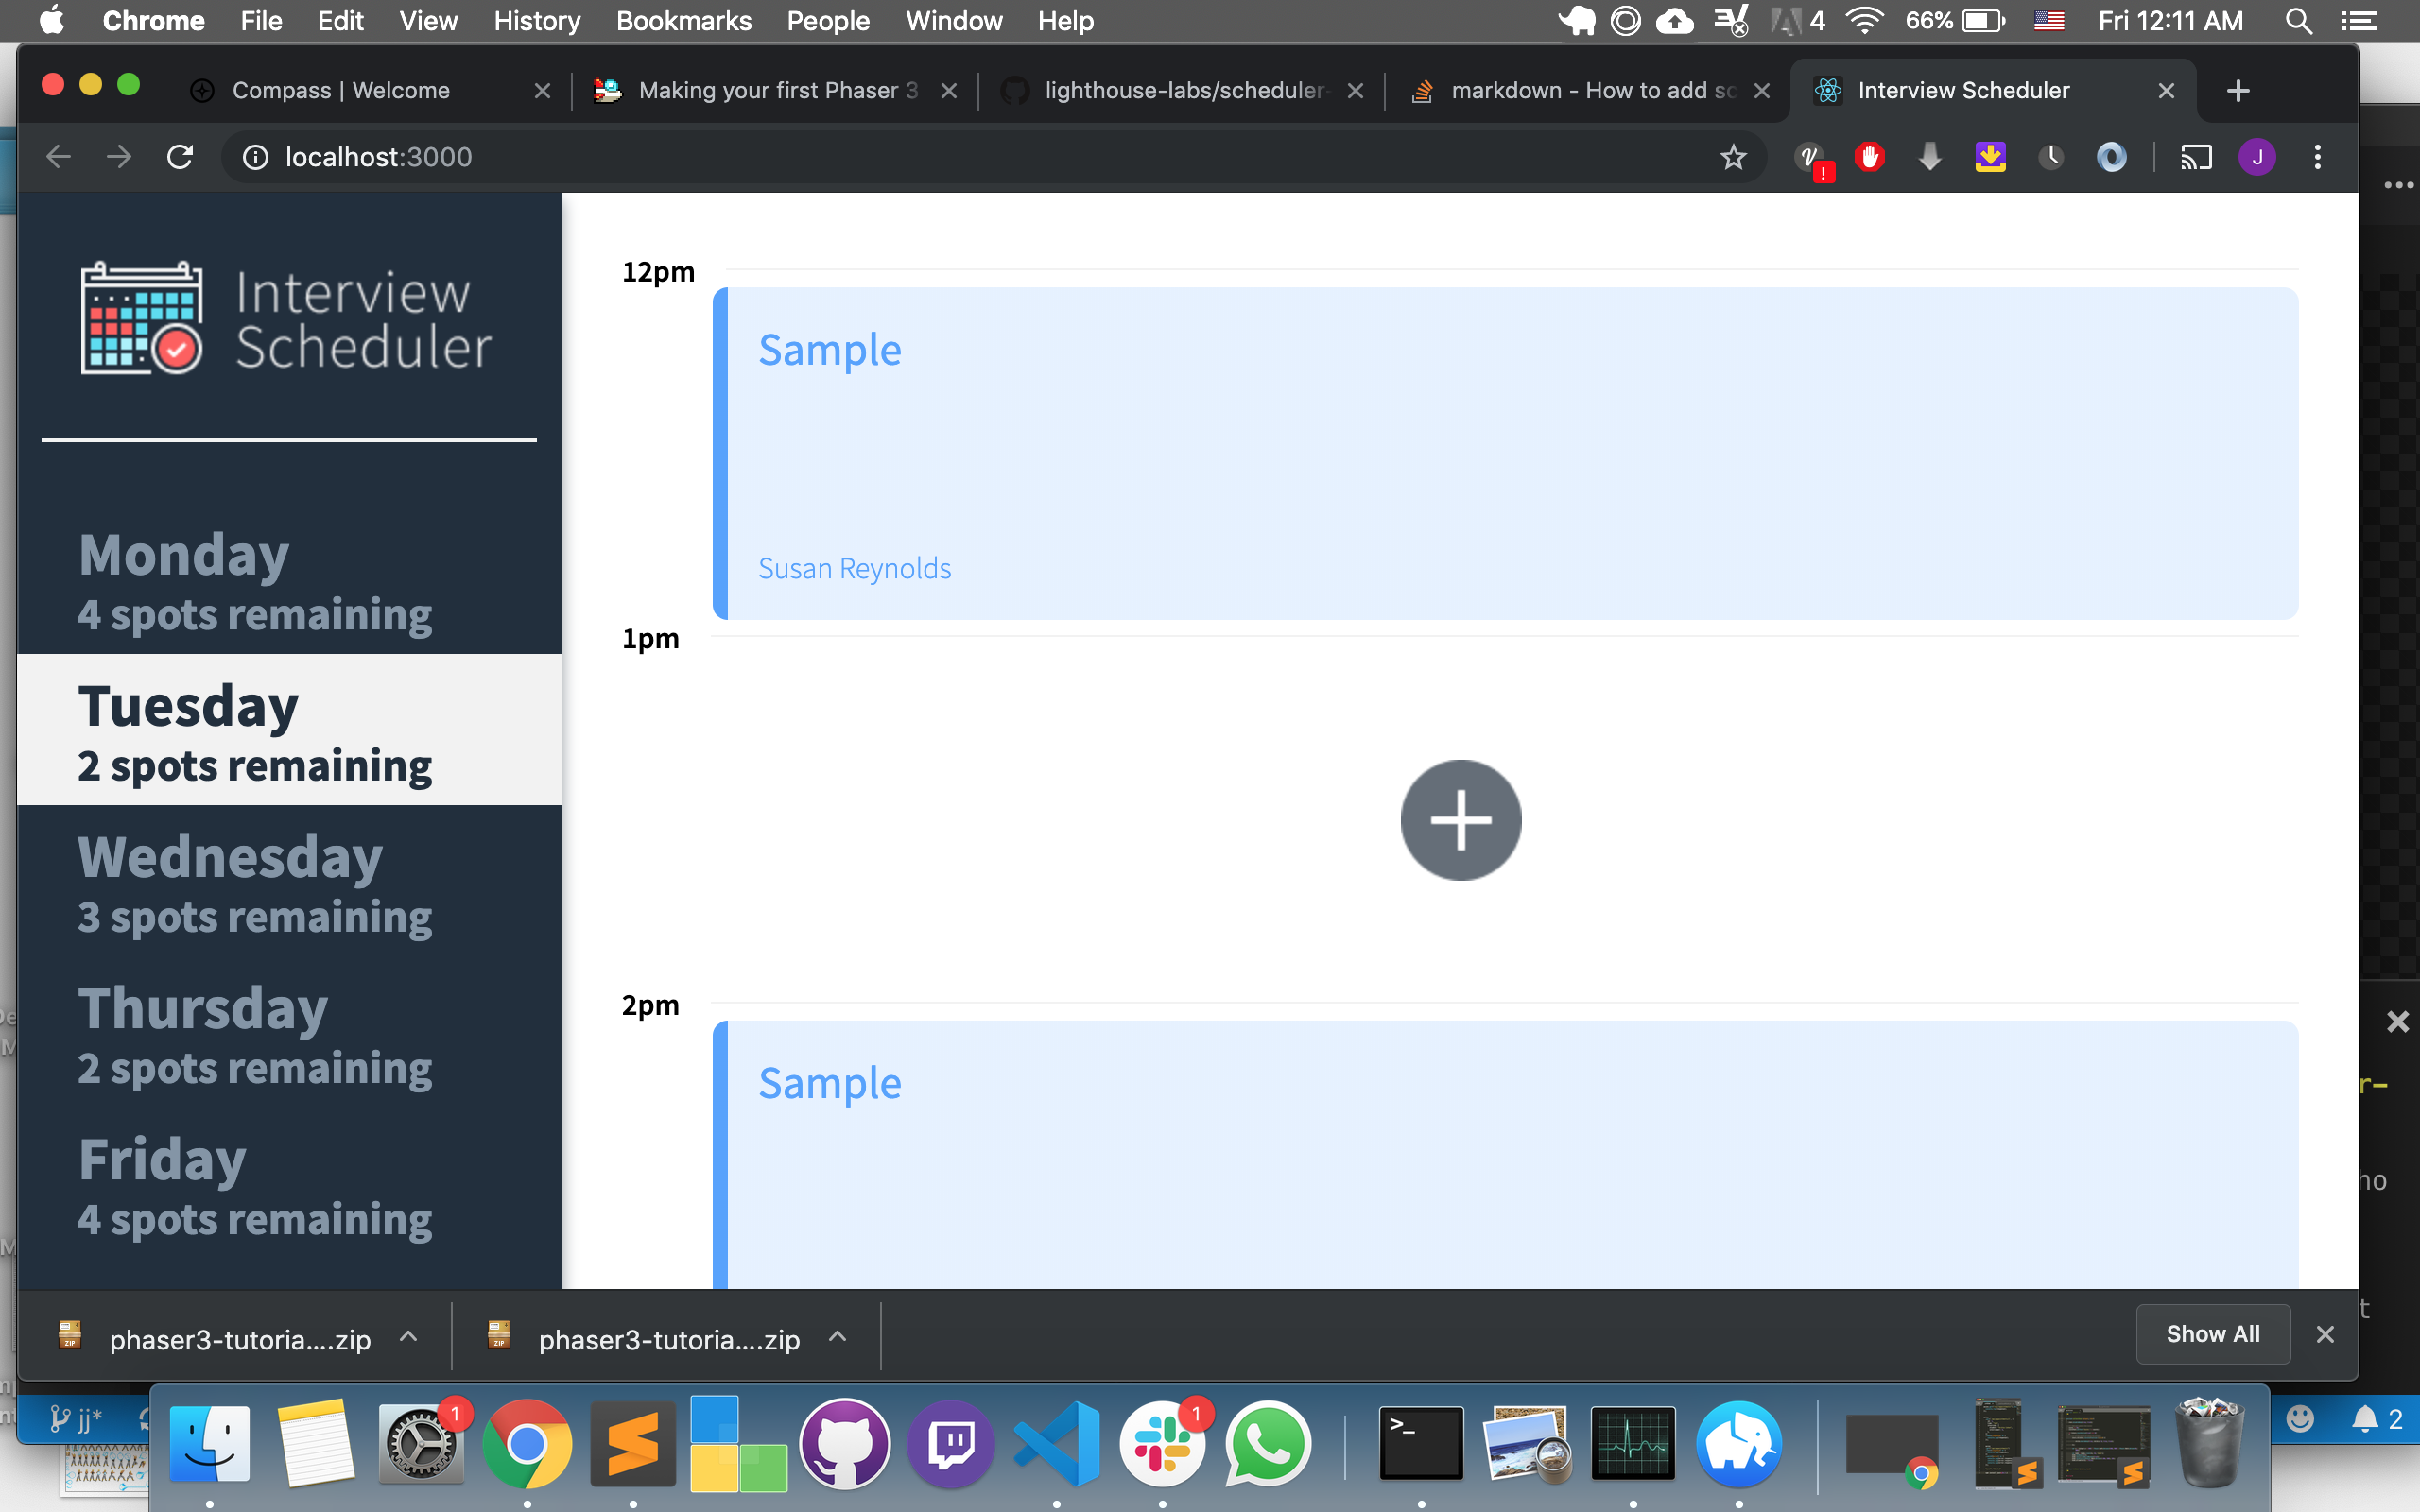 Chrome File Edit View History Bookmarks People Window Help 4 66% Fri 12:11 AM
Compass | Welcome
Making your first Phaser 3
lighthouse-labs/scheduler-
markdown - How to add sc
Interview Scheduler
localhost:3000
J
Interview
Scheduler
Monday
4 spots remaining
Tuesday
2 spots remaining
Wednesday
3 spots remaining
Thursday
2 spots remaining
Friday
4 spots remaining
12pm
Sample
Susan Reynolds
1pm
2pm
Sample
phaser3-tutoria....zip
phaser3-tutoria....zip
Show All
jj*
1
1
2